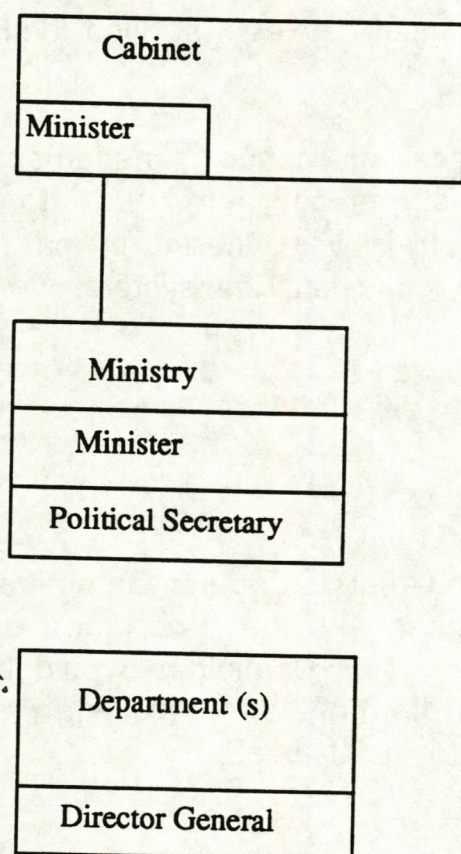 Cabinet
Minister
Ministry
Minister
Political Secretary
Department (s)
Director General